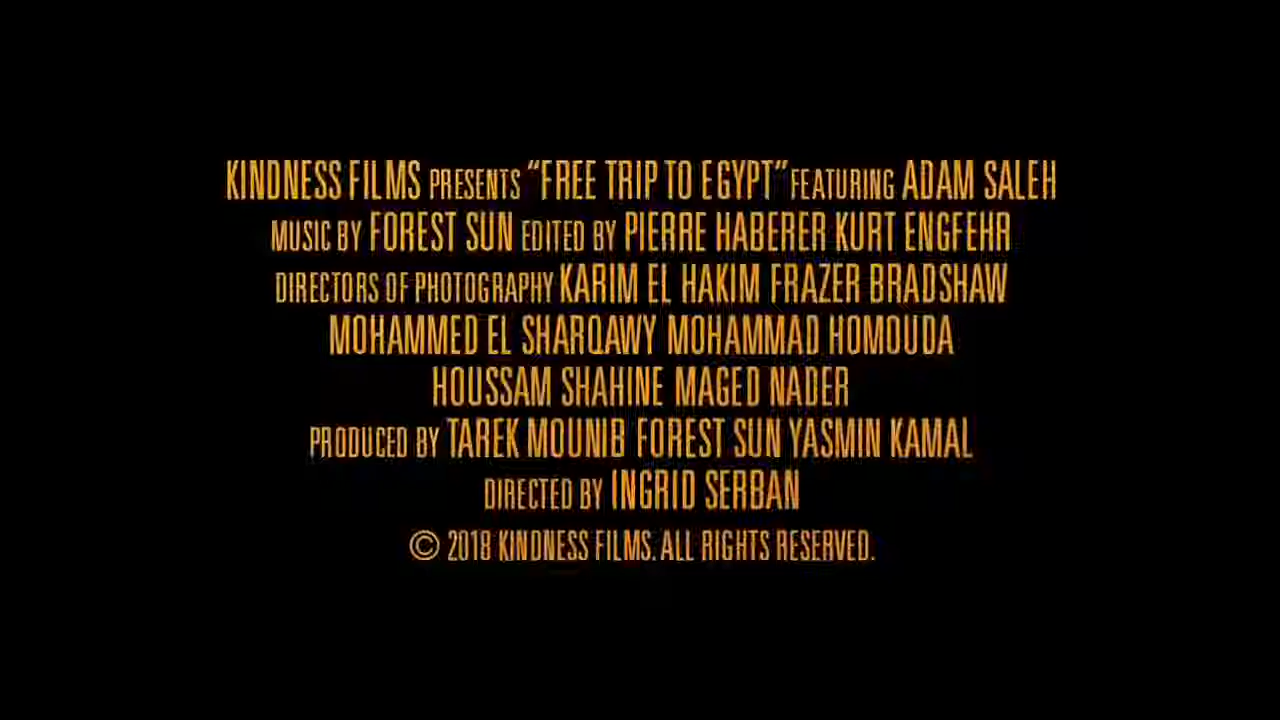 KINDNESS FILMS PRESENTS “FREE TRIP TO EGYPT” FEATURING ADAM SALEH
MUSIC BY FOREST SUN EDITED BY PIERRE HABERER KURT ENGFEHR
DIRECTORS OF PHOTOGRAPHY KARIM EL HAKIM FRAZER BRADSHAW
MOHAMMED EL SHARQAWY MOHAMMAD HOMOUDA
HOUSSAM SHAHINE MAGED NADER
PRODUCED BY TAREK MOUNIB FOREST SUN YASMIN KAMAL
DIRECTED BY INGRID SERBAN
© 2018 KINDNESS FILMS. ALL RIGHTS RESERVED.